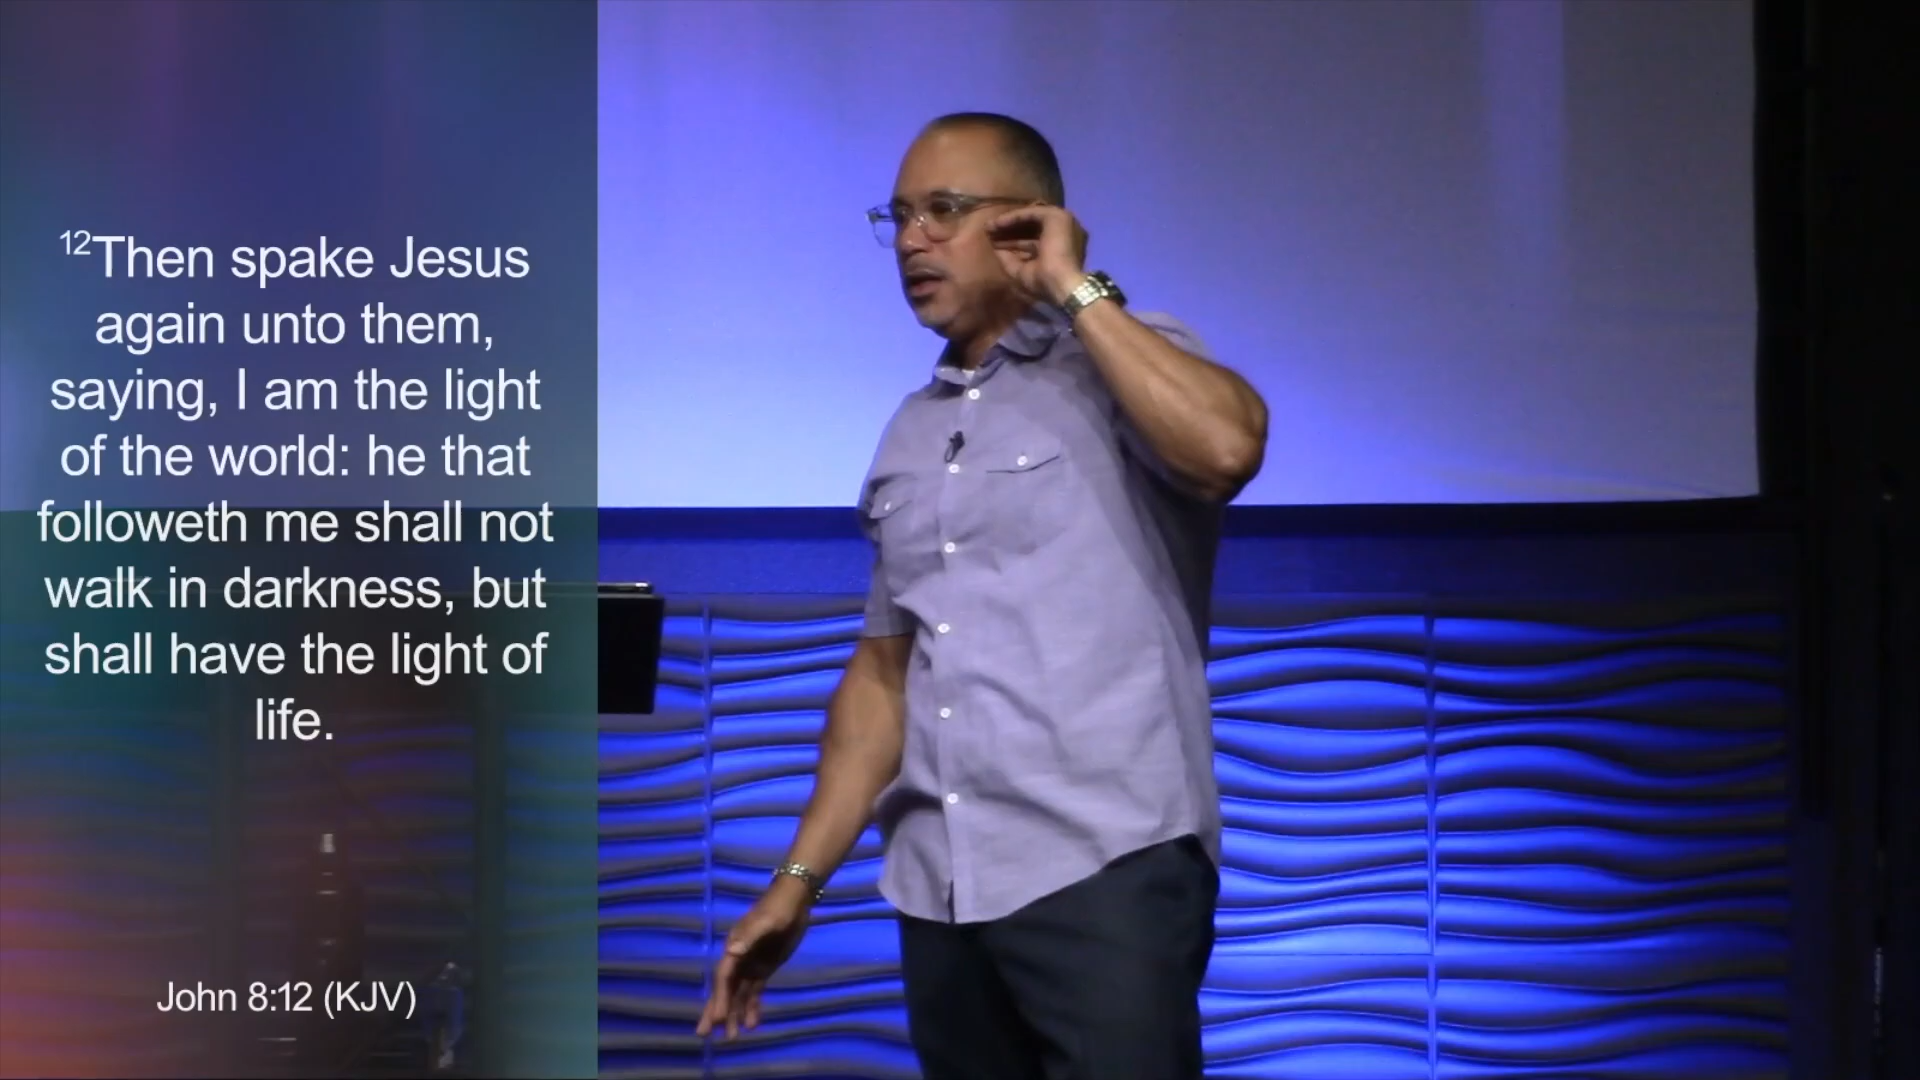 12Then spake Jesus
again unto them,
saying, I am the light
of the world: he that
followeth me shall not
walk in darkness, but
shall have the light of
life.
John 8:12 (KJV)